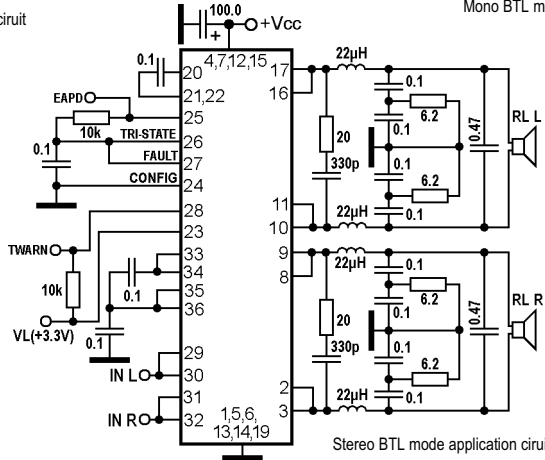 cuit
Mono BTL m
100.0
+
+Vcc
4,7,12,15
0.1
20
21,22
EAPD
25
10k
TRI-STATE
26
FAULT
27
0.1
CONFIG
24
28
23
TWARN
33
34
0.1
10k
35
36
VL(+3.3V)
0.1
29
IN L
30
31
IN R
32
1,5,6,
13,14,19
17
22µH
16
0.1
6.2
0.1
20
0.47
RL L
330p
0.1
6.2
0.1
11
10
22µH
9
22µH
8
0.1
6.2
0.1
20
0.47
RL R
330p
0.1
6.2
0.1
2
3
22µH
Stereo BTL mode application ciruí